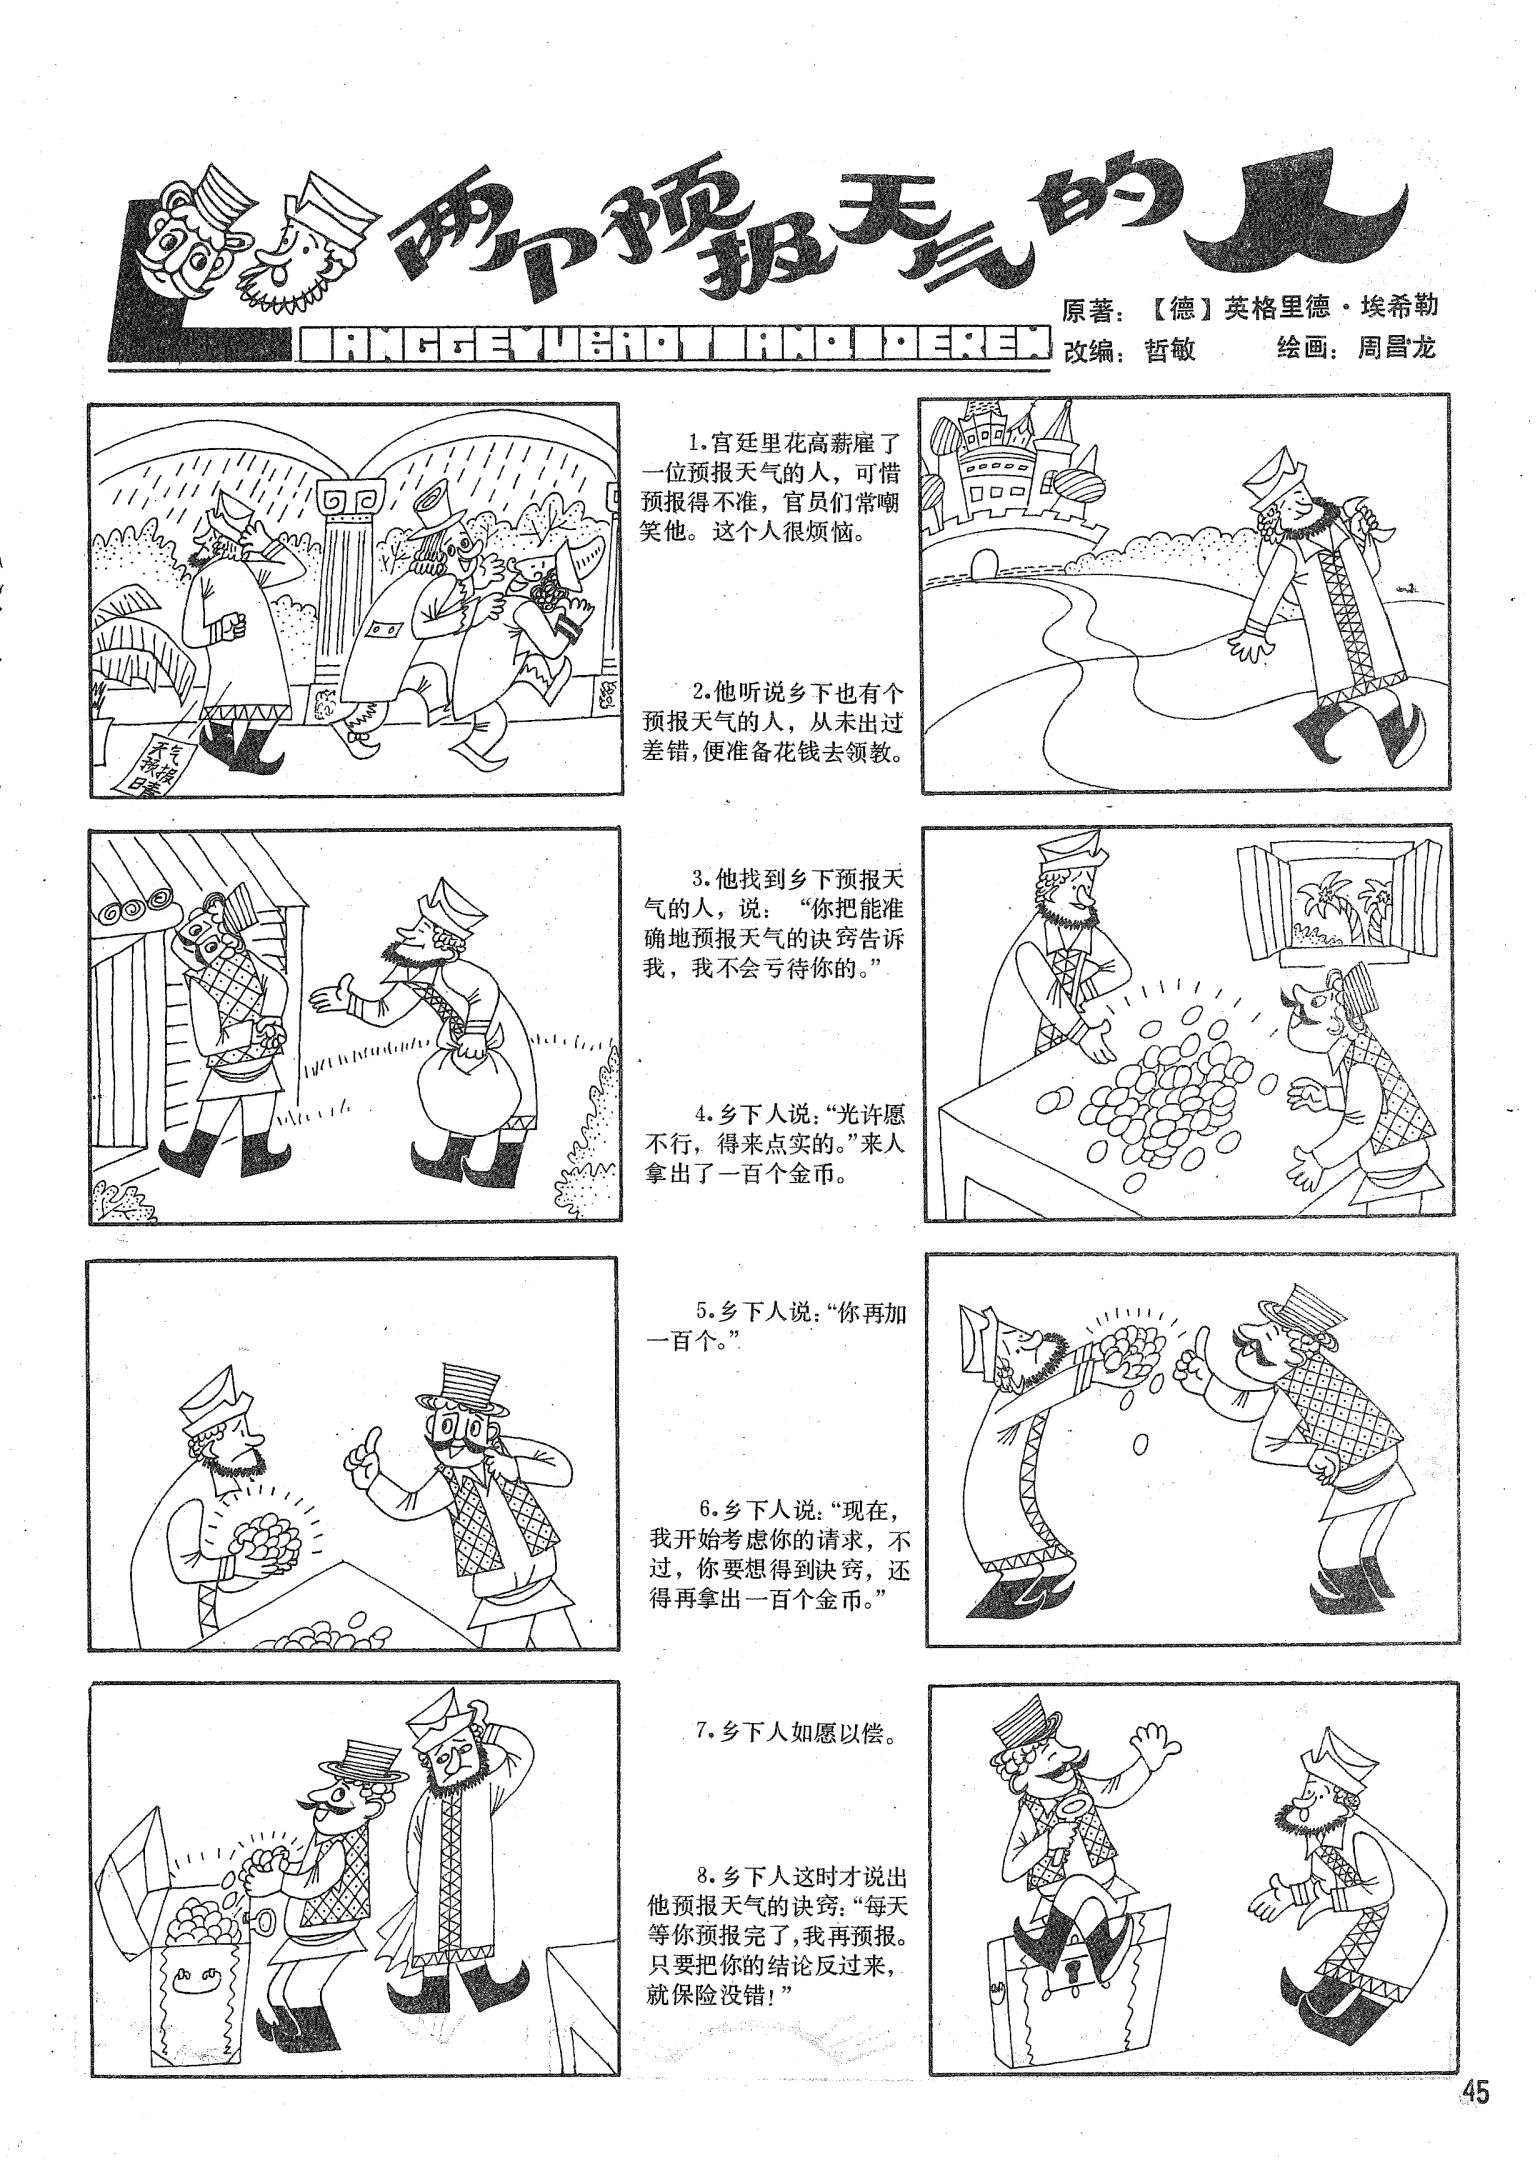 两个预报天气的人
LIANGGEYUBAOTIANQIDEREN
原著：【德】英格里德·埃希勒
改编：哲敏 绘画：周昌龙
1.宫廷里花高薪雇了
一位预报天气的人，可惜
预报得不准，官员们常嘲
笑他。这个人很烦恼。
天气
预报
晴
2.他听说乡下也有个
预报天气的人，从未出过
差错，便准备花钱去领教。
3.他找到乡下预报天
气的人，说：“你把能准
确地预报天气的诀窍告诉
我，我不会亏待你的。”
4.乡下人说：“光许愿
不行，得来点实的。”来人
拿出了一百个金币。
5.乡下人说：“你再加
一百个。”
6.乡下人说：“现在，
我开始考虑你的请求，不
过，你要想得到诀窍，还
得再拿出一百个金币。”
7.乡下人如愿以偿。
8.乡下人这时才说出
他预报天气的诀窍：“每天
等你预报完了，我再预报。
只要把你的结论反过来，
就保险没错！”
45